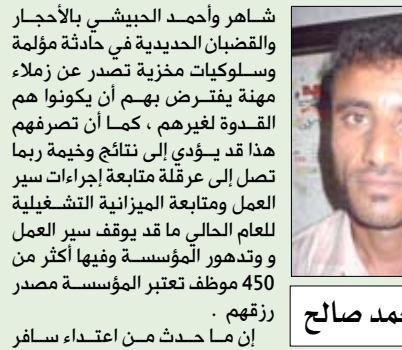 شاهر وأحمد الحبيشي بالأحجار
والقضبان الحديدية في حادثة مؤلمة
وسلوكيات مخزية تصدر عن زملاء
مهنة يفترض بهم أن يكونوا هم
القدوة لغيرهم ، كما أن تصرفهم
هذا قد يؤدي إلى نتائج وخيمة ربما
تصل إلى عرقلة متابعة إجراءات سير
العمل ومتابعة الميزانية التشغيلية
للعام الحالي ما قد يوقف سير العمل
و وتدهور المؤسسة وفيها أكثر من
450 موظف تعتبر المؤسسة مصدر
رزقهم .
إن ما حدث من اعتداء سافر
صالح